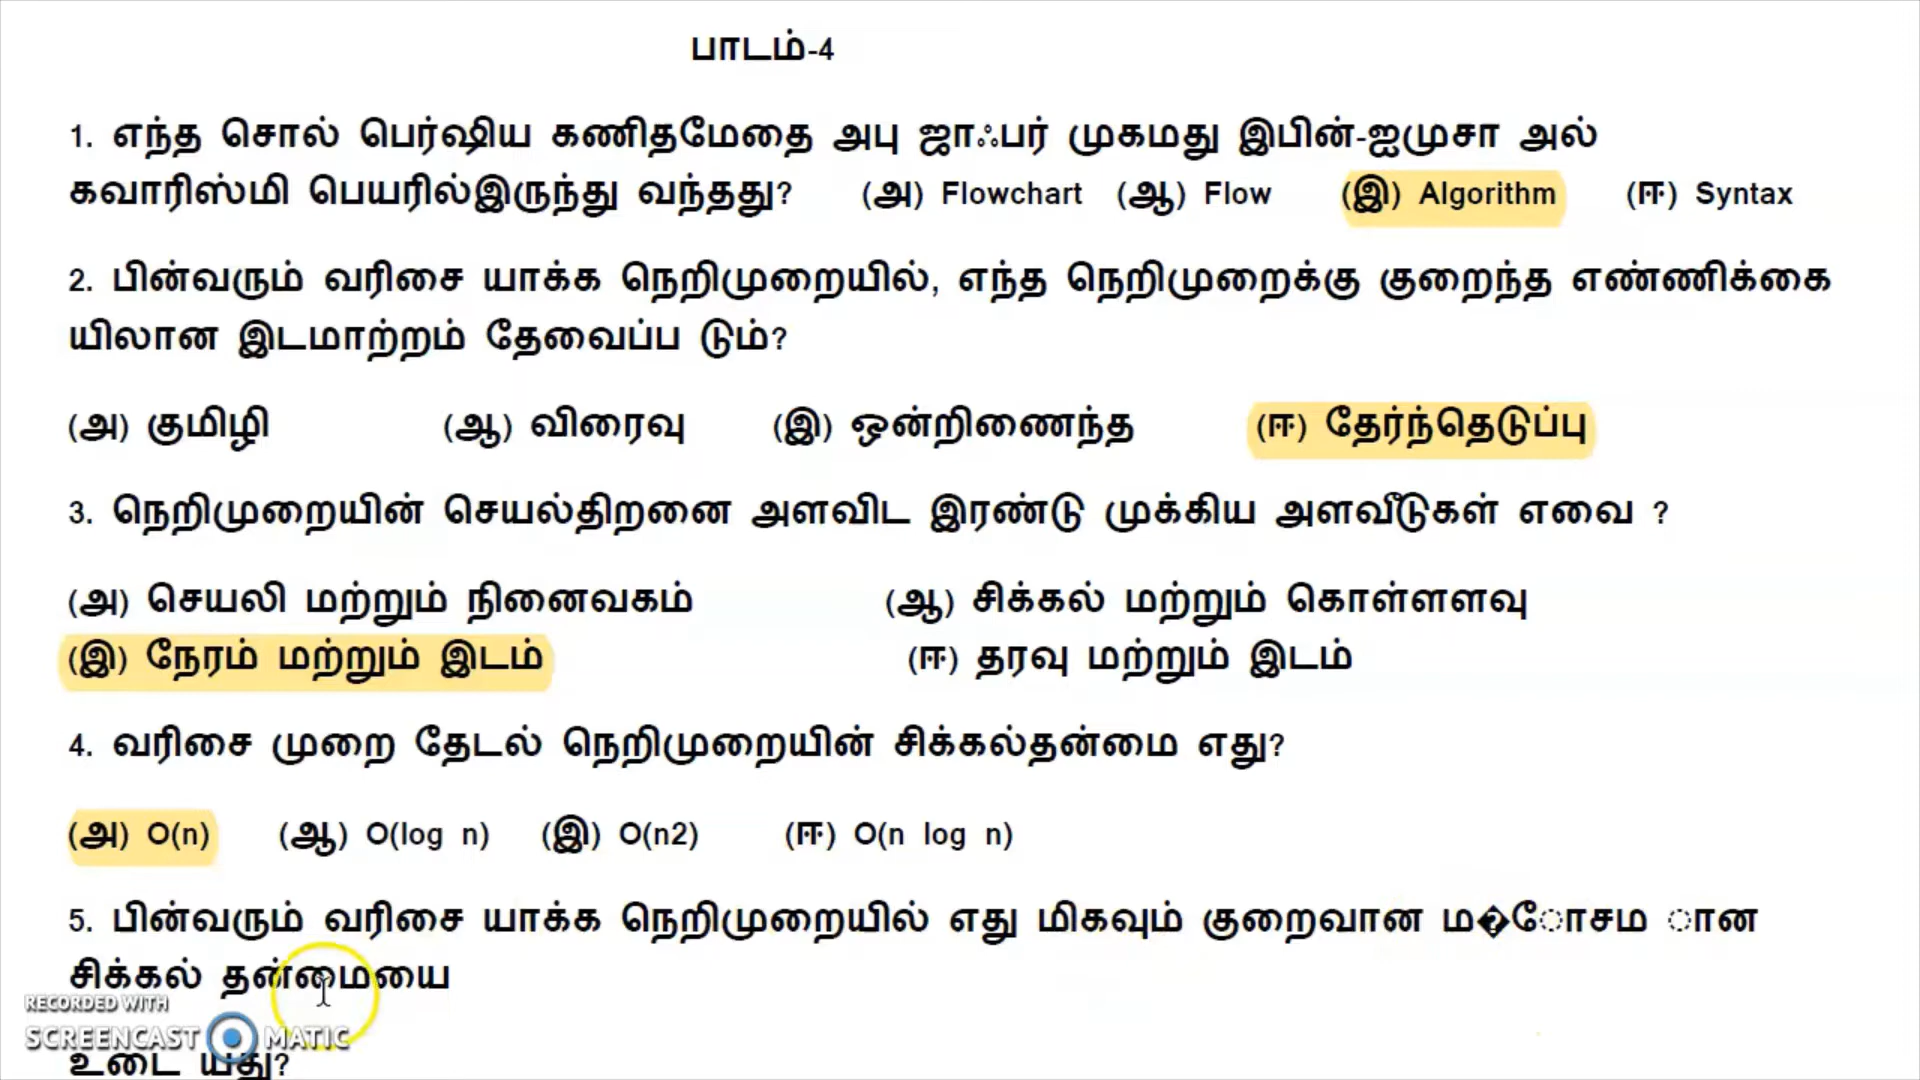 பாடம்-4
1. எந்த சொல் பெர்ஷிய கணிதமேதை அபு ஜாஃபர் முகமது இபின்-ஐமுசா அல்
கவாரிஸ்மி பெயரில்இருந்து வந்தது? (அ) Flowchart (ஆ) Flow (இ) Algorithm (ஈ) Syntax
2. பின்வரும் வரிசை யாக்க நெறிமுறையில், எந்த நெறிமுறைக்கு குறைந்த எண்ணிக்கை
யிலான இடமாற்றம் தேவைப்ப டும்?
(அ) குமிழி (ஆ) விரைவு (இ) ஒன்றிணைந்த (ஈ) தேர்ந்தெடுப்பு
3. நெறிமுறையின் செயல்திறனை அளவிட இரண்டு முக்கிய அளவீடுகள் எவை ?
(அ) செயலி மற்றும் நினைவகம் (ஆ) சிக்கல் மற்றும் கொள்ளளவு
(இ) நேரம் மற்றும் இடம் (ஈ) தரவு மற்றும் இடம்
4. வரிசை முறை தேடல் நெறிமுறையின் சிக்கல்தன்மை எது?
(அ) O(n) (ஆ) O(log n) (இ) O(n2) (ஈ) O(n log n)
5. பின்வரும் வரிசை யாக்க நெறிமுறையில் எது மிகவும் குறைவான ம�ோசம ான
சிக்கல் தன்மையை
உடை யது?
RECORDED WITH
SCREENCAST MATIC